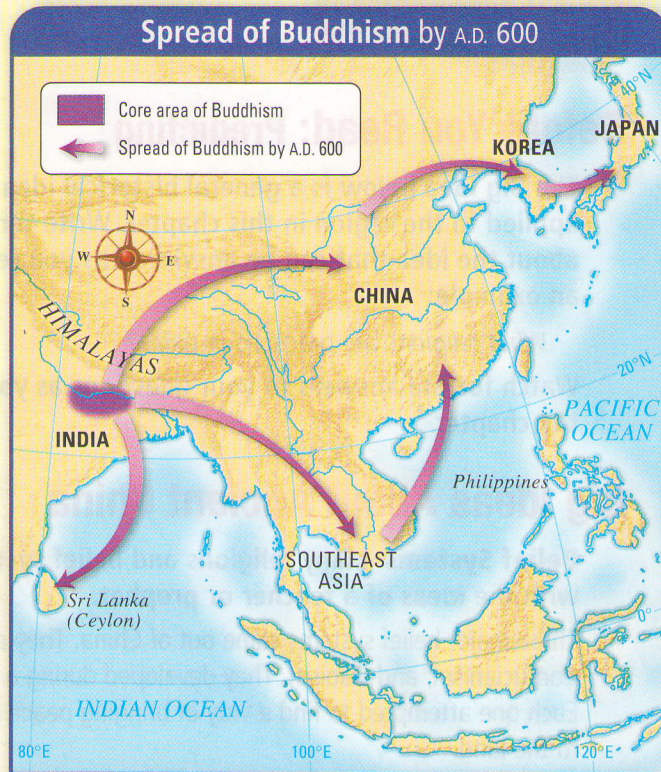 Spread of Buddhism by A.D. 600
Core area of Buddhism
Spread of Buddhism by A.D. 600
40°N
JAPAN
KOREA
N
W E
S
CHINA
HIMALAYAS
20°N
PACIFIC
OCEAN
INDIA
Philippines
SOUTHEAST
ASIA
Sri Lanka
(Ceylon)
0°
INDIAN OCEAN
80°E
100°E
120°E